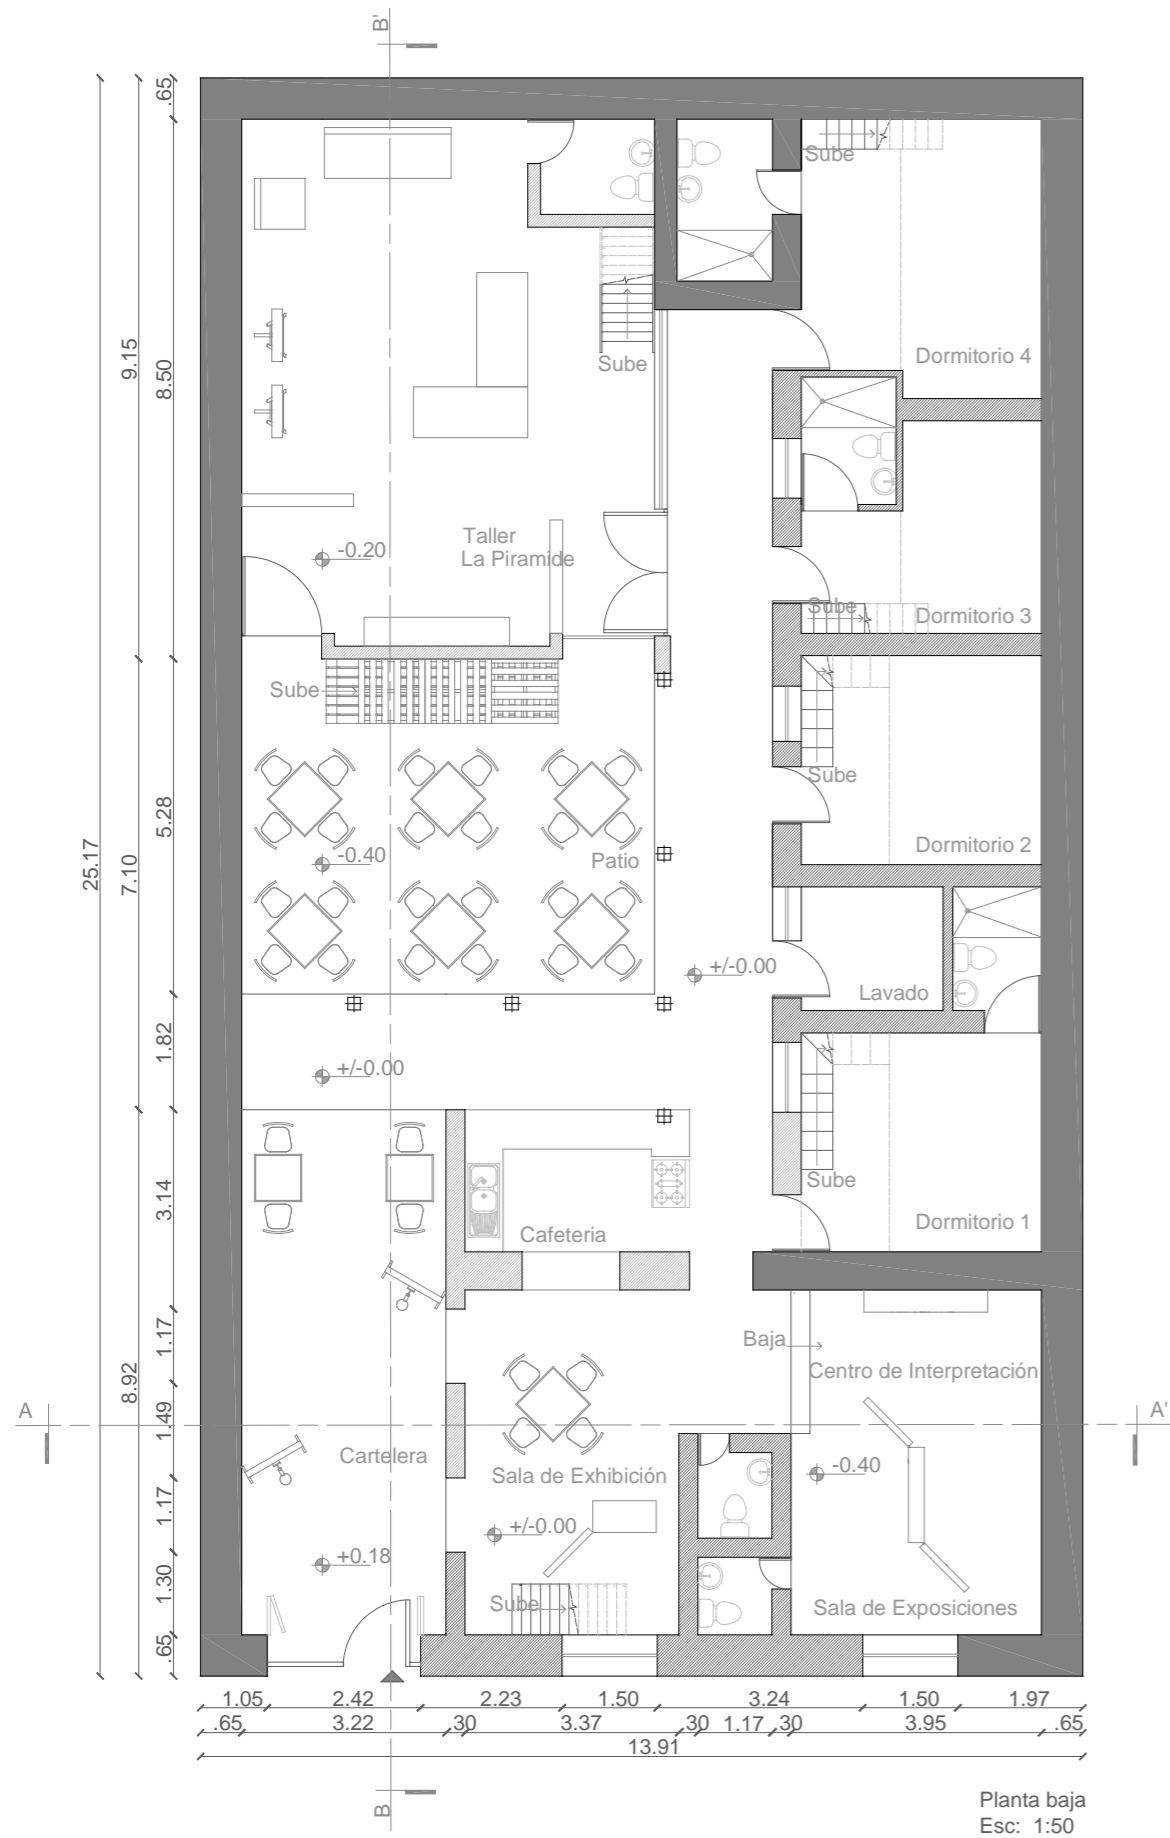 B'
.65
Sube
9.15
8.50
Sube
Dormitorio 4
Taller
La Piramide
-0.20
Sube
Dormitorio 3
Sube
Sube
5.28
25.17
7.10
-0.40
Patio
Dormitorio 2
+/-0.00
Lavado
1.82
+/-0.00
3.14
Sube
Cafeteria
Dormitorio 1
1.17
Baja
Centro de Interpretación
8.92
A
1.49
A'
Cartelera
Sala de Exhibición
-0.40
1.17
+/-0.00
+0.18
1.30
Sube
Sala de Exposiciones
.65
1.05 2.42 2.23 1.50 3.24 1.50 1.97
.65 3.22 .30 3.37 .30 1.17 .30 3.95 .65
13.91
B
Planta baja
Esc: 1:50